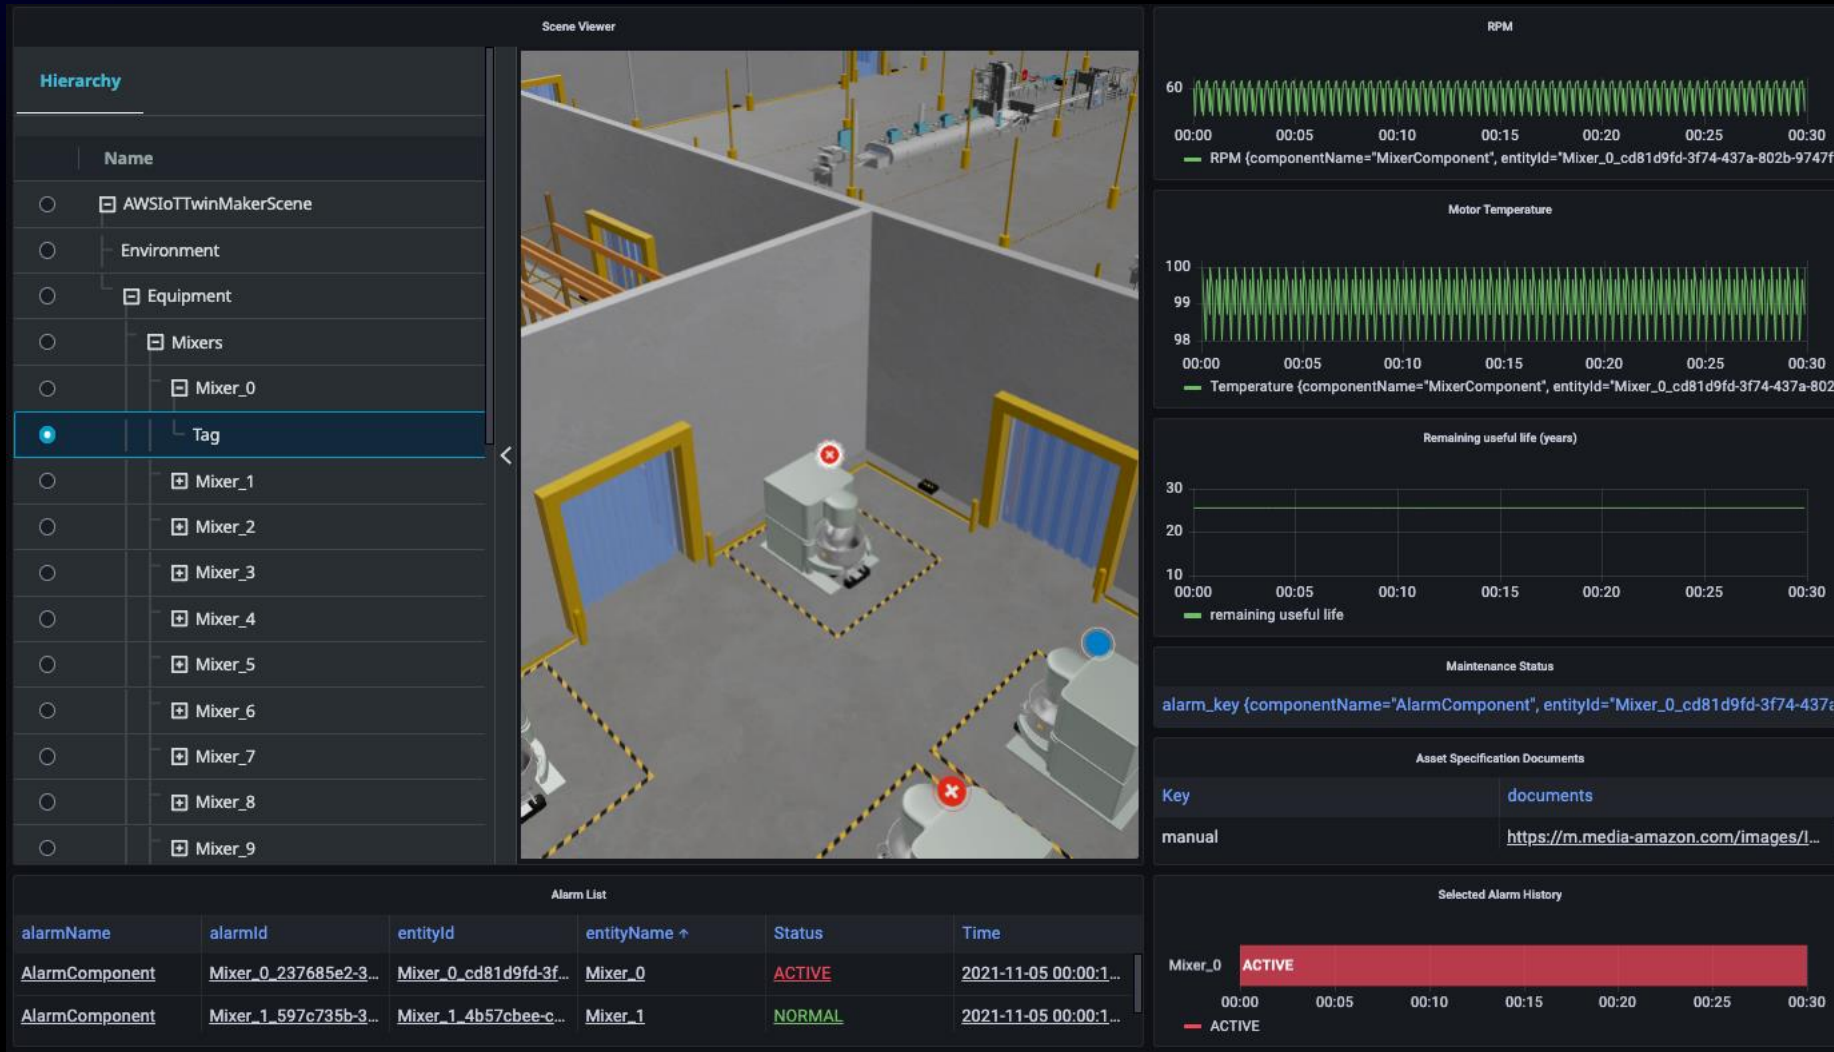 Scene Viewer
Hierarchy
Name
AWSIoTTwinMakerScene
Environment
Equipment
Mixers
Mixer_0
Tag
Mixer_1
Mixer_2
Mixer_3
Mixer_4
Mixer_5
Mixer_6
Mixer_7
Mixer_8
Mixer_9
RPM
60
00:00 00:05 00:10 00:15 00:20 00:25 00:30
RPM {componentName="MixerComponent", entityId="Mixer_0_cd81d9fd-3f74-437a-802b-9747f
Motor Temperature
100
99
98
00:00 00:05 00:10 00:15 00:20 00:25 00:30
Temperature {componentName="MixerComponent", entityId="Mixer_0_cd81d9fd-3f74-437a-802
Remaining useful life (years)
30
20
10
00:00 00:05 00:10 00:15 00:20 00:25 00:30
remaining useful life
Maintenance Status
alarm_key {componentName="AlarmComponent", entityId="Mixer_0_cd81d9fd-3f74-437a
Asset Specification Documents
Key documents
manual https://m.media-amazon.com/images/I...
Alarm List
alarmName alarmId entityId entityName ↑ Status Time
AlarmComponent Mixer_0_237685e2-3... Mixer_0_cd81d9fd-3f... Mixer_0 ACTIVE 2021-11-05 00:00:1...
AlarmComponent Mixer_1_597c735b-3... Mixer_1_4b57cbee-c... Mixer_1 NORMAL 2021-11-05 00:00:1...
Selected Alarm History
Mixer_0 ACTIVE
00:00 00:05 00:10 00:15 00:20 00:25 00:30
ACTIVE